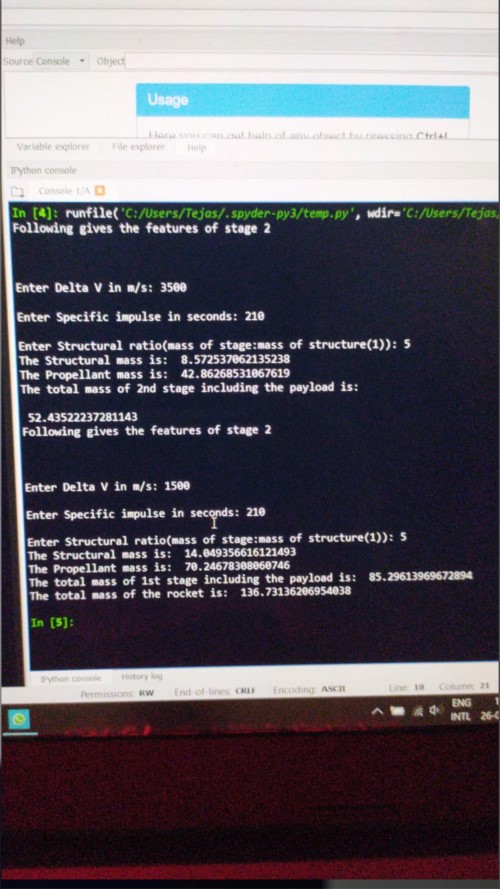 Help
Source Console Object
Usage
Here you can get help of any object by pressing Ctrl+I
Variable explorer File explorer Help
IPython console
Console 1/A
In [4]: runfile('C:/Users/Tejas/.spyder-py3/temp.py', wdir='C:/Users/Tejas/
Following gives the features of stage 2
Enter Delta V in m/s: 3500
Enter Specific impulse in seconds: 210
Enter Structural ratio(mass of stage:mass of structure(1)): 5
The Structural mass is: 8.572537062135238
The Propellant mass is: 42.86268531067619
The total mass of 2nd stage including the payload is:
52.43522237281143
Following gives the features of stage 2
Enter Delta V in m/s: 1500
Enter Specific impulse in seconds: 210
Enter Structural ratio(mass of stage:mass of structure(1)): 5
The Structural mass is: 14.049356616121493
The Propellant mass is: 70.24678308060746
The total mass of 1st stage including the payload is: 85.29613969672894
The total mass of the rocket is: 136.73136206954038
In [5]:
IPython console History log
Permissions: RW End-of-lines: CRLF Encoding: ASCII Line: 18 Column: 21
ENG
INTL 26-0